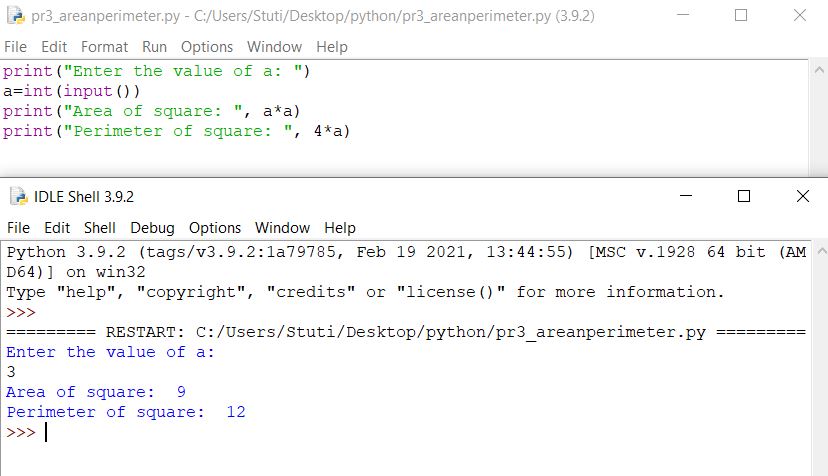 pr3_areanperimeter.py - C:/Users/Stuti/Desktop/python/pr3_areanperimeter.py (3.9.2)
File Edit Format Run Options Window Help
print("Enter the value of a: ")
a=int(input())
print("Area of square: ", a*a)
print("Perimeter of square: ", 4*a)
IDLE Shell 3.9.2
File Edit Shell Debug Options Window Help
Python 3.9.2 (tags/v3.9.2:1a79785, Feb 19 2021, 13:44:55) [MSC v.1928 64 bit (AM
D64)] on win32
Type "help", "copyright", "credits" or "license()" for more information.
>>>
========= RESTART: C:/Users/Stuti/Desktop/python/pr3_areanperimeter.py =========
Enter the value of a:
3
Area of square:  9
Perimeter of square:  12
>>>